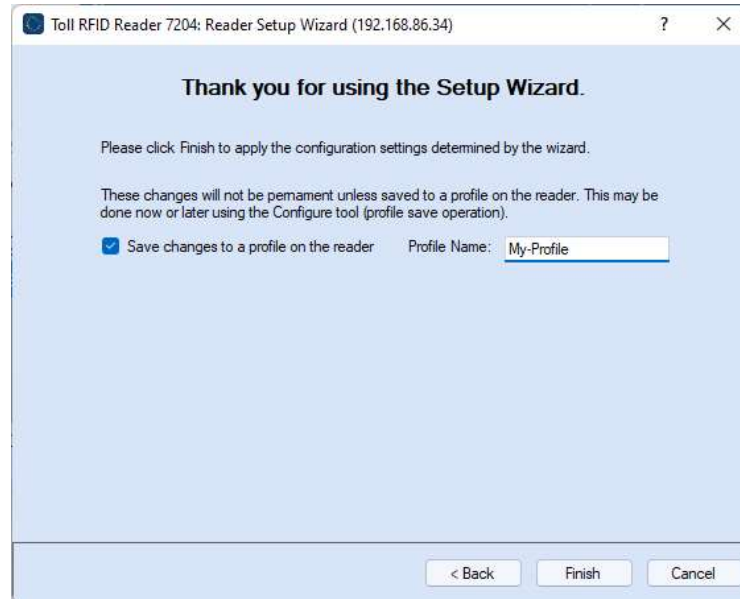 Toll RFID Reader 7204: Reader Setup Wizard (192.168.86.34)
Thank you for using the Setup Wizard.
Please click Finish to apply the configuration settings determined by the wizard.
These changes will not be pemament unless saved to a profile on the reader. This may be
done now or later using the Configure tool (profile save operation).
Save changes to a profile on the reader Profile Name: My-Profile
< Back Finish Cancel